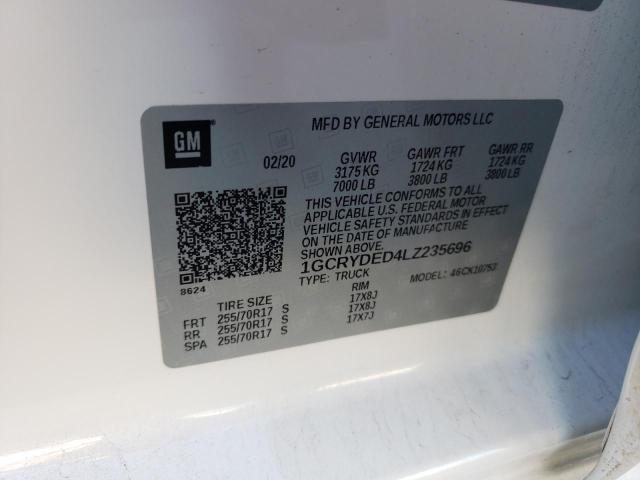 GM
MFD BY GENERAL MOTORS LLC
02/20
GVWR GAWR FRT GAWR RR
3175 KG 1724 KG 1724 KG
7000 LB 3800 LB 3800 LB
THIS VEHICLE CONFORMS TO ALL
APPLICABLE U.S. FEDERAL MOTOR
VEHICLE SAFETY STANDARDS IN EFFECT
ON THE DATE OF MANUFACTURE
SHOWN ABOVE.
1GCRYDED4LZ235696
TYPE: TRUCK MODEL: 46CK10753
8624
TIRE SIZE RIM
FRT 255/70R17 S 17X8J
RR 255/70R17 S 17X8J
SPA 255/70R17 S 17X7J